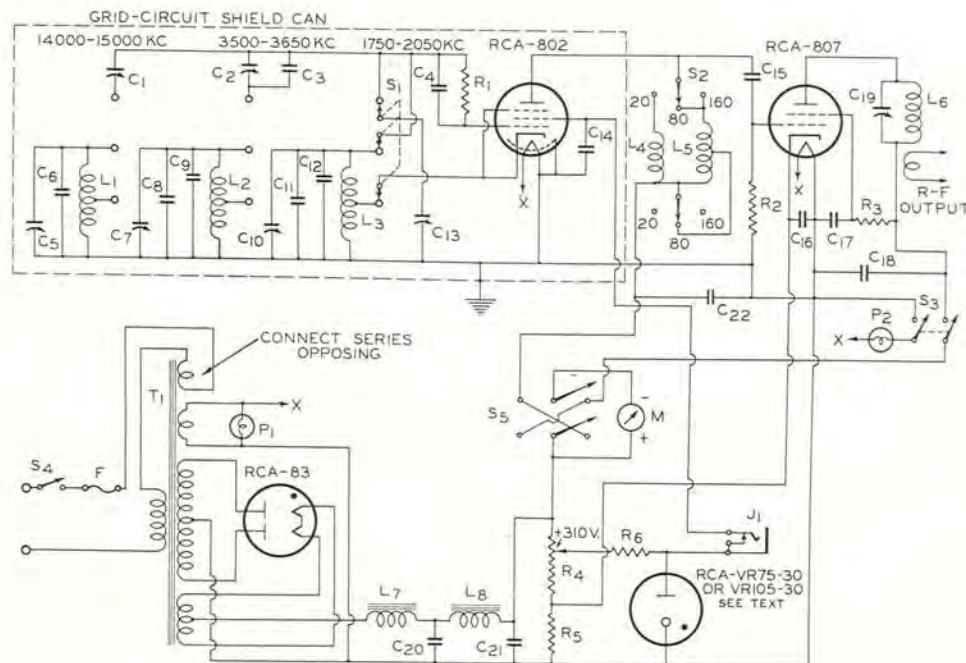 GRID-CIRCUIT SHIELD CAN
14000-15000 KC
3500-3650 KC
1750-2050 KC
RCA-802
RCA-807
C1
C2
C3
S1
C4
R1
C14
S2
20
80
160
L4
L5
20
80
160
C15
C19
L6
C6
L1
C5
C9
C8
C7
L2
C12
C11
C10
L3
C13
X
R2
X
C16
C17
R3
R-F
OUTPUT
C18
C22
S3
P2
X
CONNECT SERIES
OPPOSING
T1
X
P1
S4
F
RCA-83
S5
-
-
M
+
+310V.
R4
R6
J1
RCA-VR75-30
OR VR105-30
SEE TEXT
R5
L7
L8
C20
C21